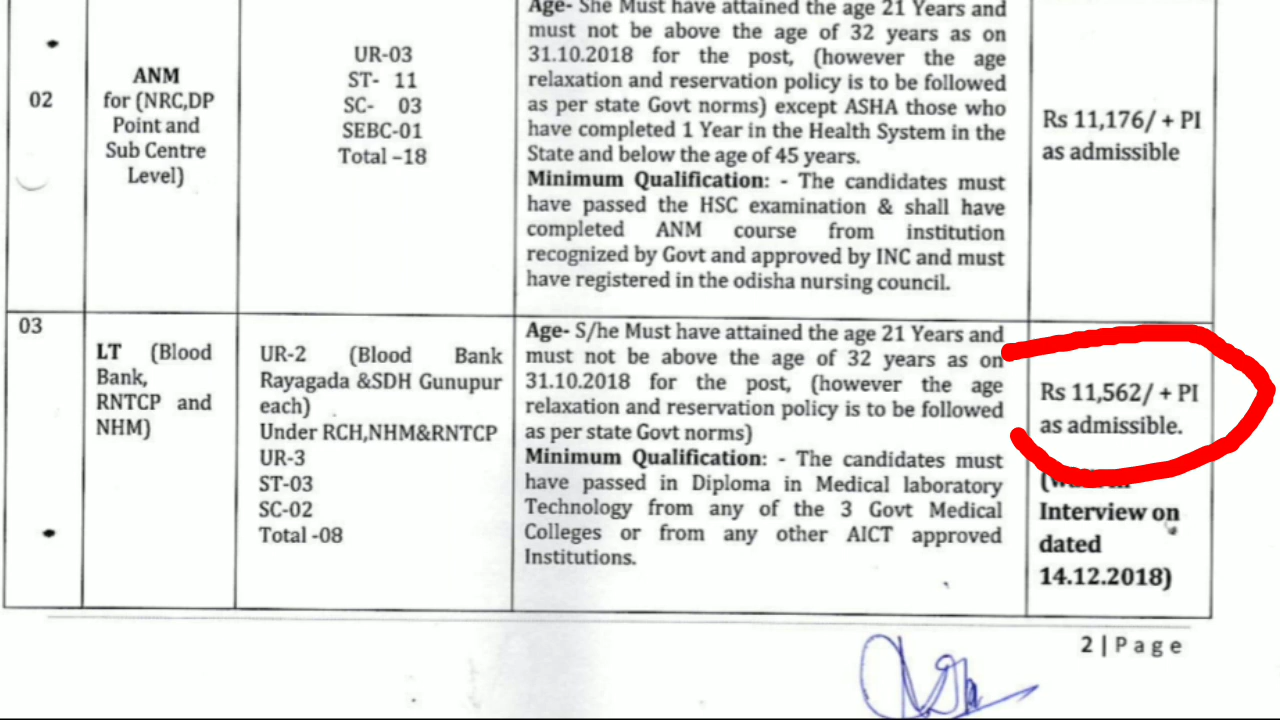 02
ANM
for (NRC,DP
Point and
Sub Centre
Level)
UR-03
ST- 11
SC- 03
SEBC-01
Total –18
Age- She Must have attained the age 21 Years and
must not be above the age of 32 years as on
31.10.2018 for the post, (however the age
relaxation and reservation policy is to be followed
as per state Govt norms) except ASHA those who
have completed 1 Year in the Health System in the
State and below the age of 45 years.
Minimum Qualification: - The candidates must
have passed the HSC examination & shall have
completed ANM course from institution
recognized by Govt and approved by INC and must
have registered in the odisha nursing council.
Rs 11,176/ + PI
as admissible
03
LT (Blood
Bank,
RNTCP and
NHM)
UR-2 (Blood Bank
Rayagada &SDH Gunupur
each)
Under RCH,NHM&RNTCP
UR-3
ST-03
SC-02
Total -08
Age- S/he Must have attained the age 21 Years and
must not be above the age of 32 years as on
31.10.2018 for the post, (however the age
relaxation and reservation policy is to be followed
as per state Govt norms)
Minimum Qualification: - The candidates must
have passed in Diploma in Medical laboratory
Technology from any of the 3 Govt Medical
Colleges or from any other AICT approved
Institutions.
Rs 11,562/ + PI
as admissible.
Interview on
dated
14.12.2018)
2 | Page